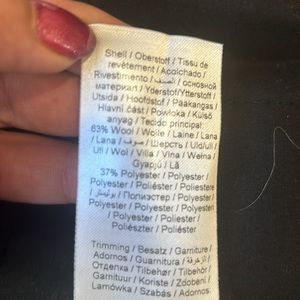 Shell / Oberstoff / Tissu de
revêtement / Acolchado /
Rivestimento / الصنف / основной
материал / Yderstof/Ytterstoff /
Utsida / Hoofdstof / Paakangas /
Hlavní část / Powłoka / Külső
anyag / Tecido principal:
63% Wool / Wolle / Laine / Lana
/ Lana / صوف / Шерсть / Uld/ull /
/ Ull / Wol / Villa / Vlna / Wełna /
Gyapjú / Lã
37% Polyester / Polyester /
Polyester / Poliéster / Poliestere
/ بوليستر / Полиэстер / Polyester
/ Polyester / Polyester / Polyester
/ Polyester / Polyester /
Poliészter / Poliéster
Trimming / Besatz / Garniture /
Adornos / Guarnitura / الزخرفة /
Отделка / Tilbehør / Tilbehör /
Garnituur / Koriste / Zdobení /
Lamówka / Szabás / Adornos